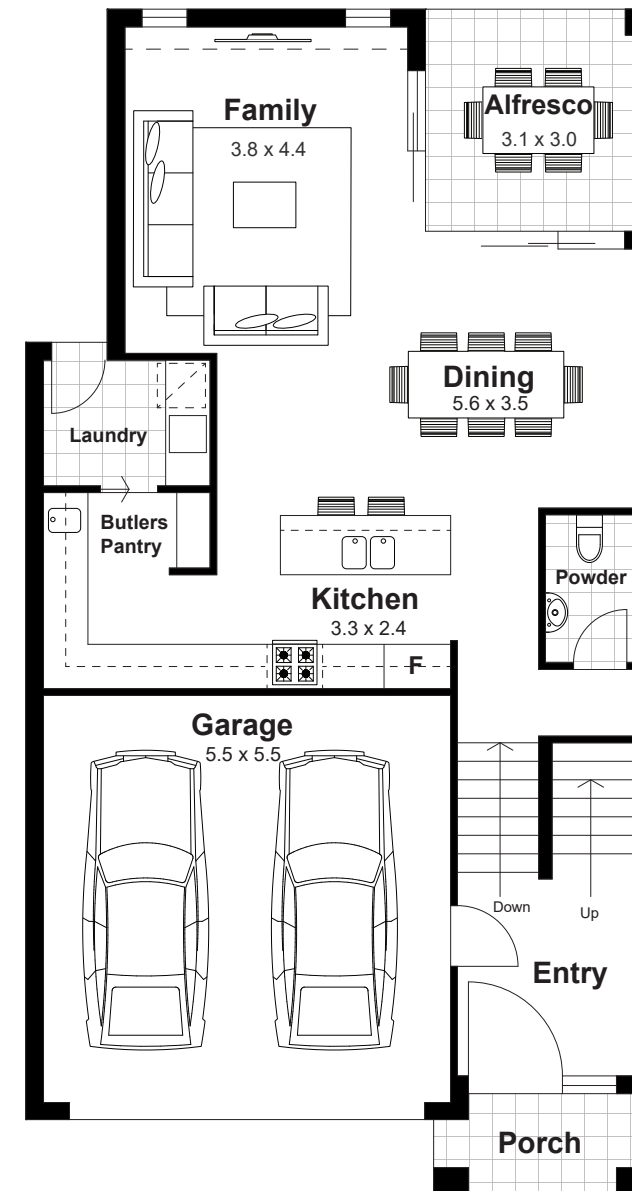 Family
3.8 x 4.4
Alfresco
3.1 x 3.0
Dining
5.6 x 3.5
Laundry
Butlers
Pantry
Powder
Kitchen
3.3 x 2.4
F
Garage
5.5 x 5.5
Down
Up
Entry
Porch